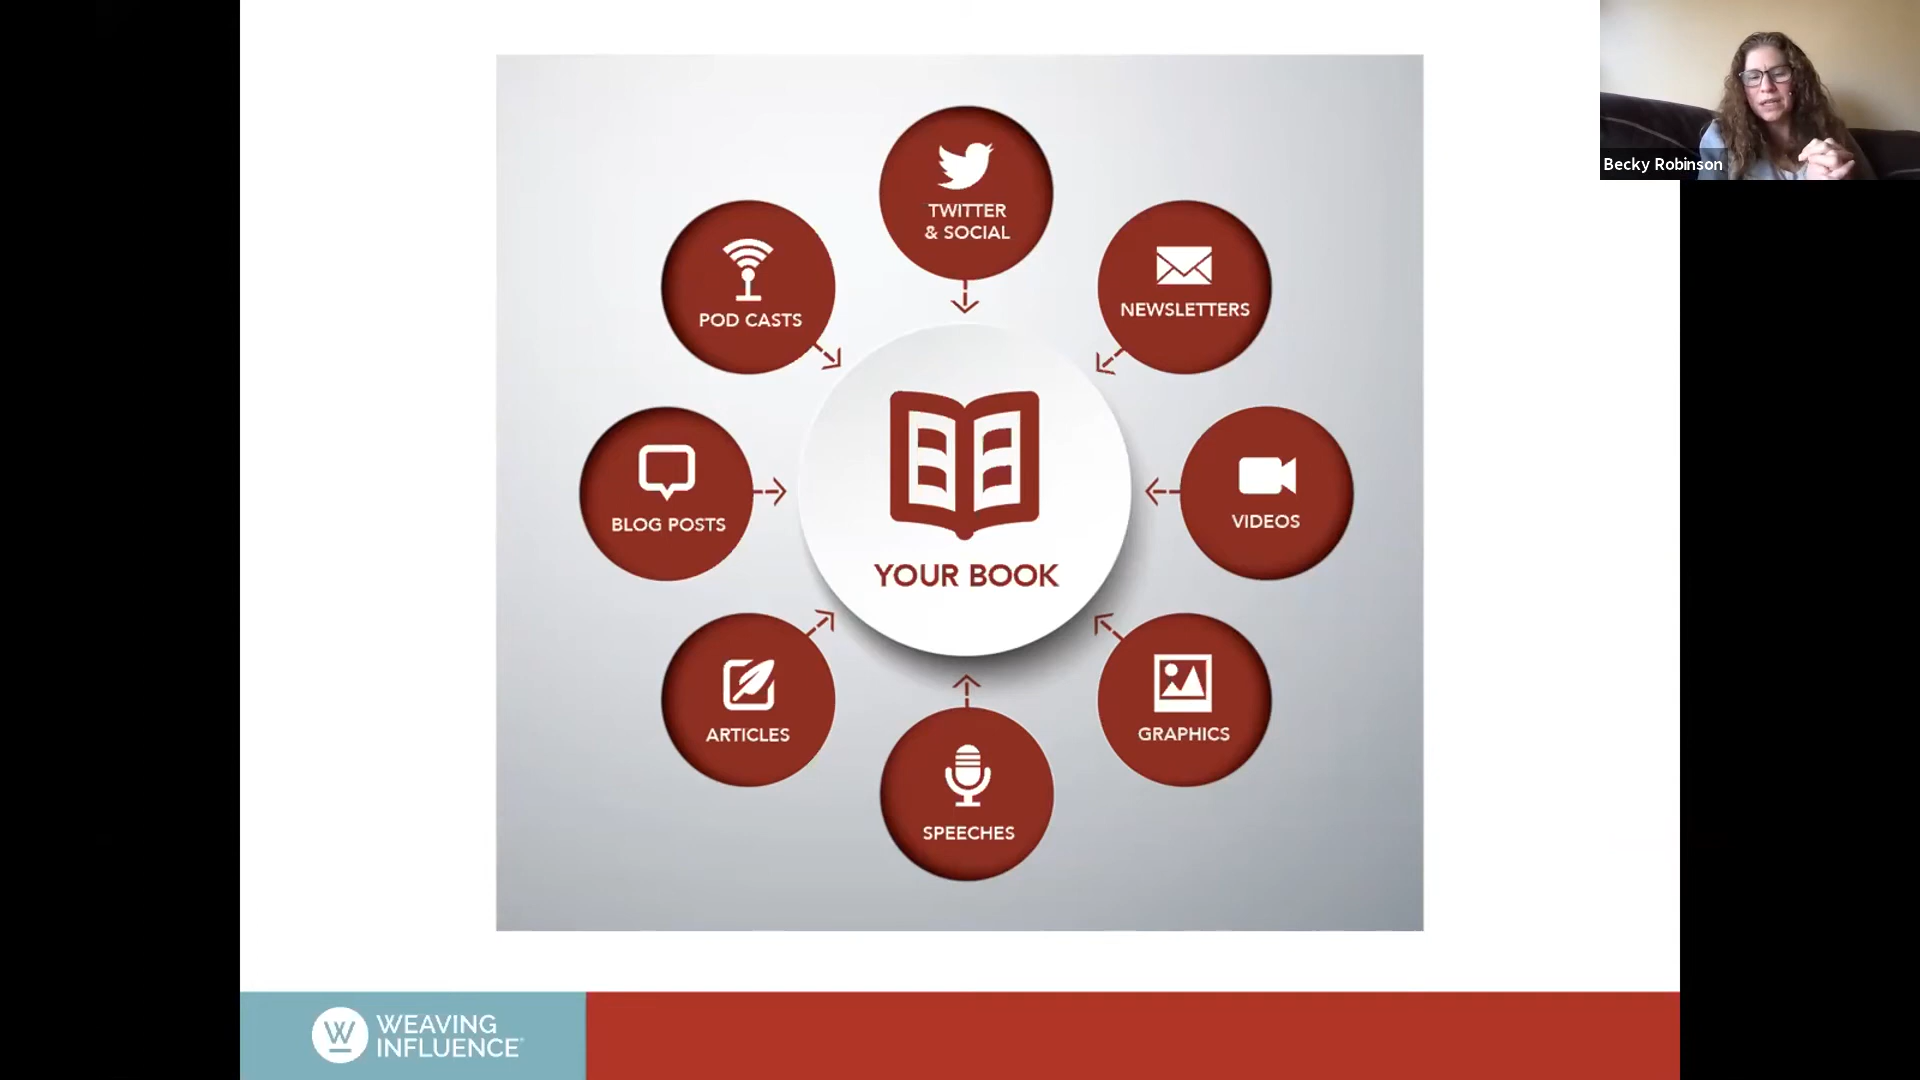 Becky Robinson
TWITTER
& SOCIAL
NEWSLETTERS
POD CASTS
VIDEOS
BLOG POSTS
YOUR BOOK
GRAPHICS
ARTICLES
SPEECHES
W
WEAVING
INFLUENCE